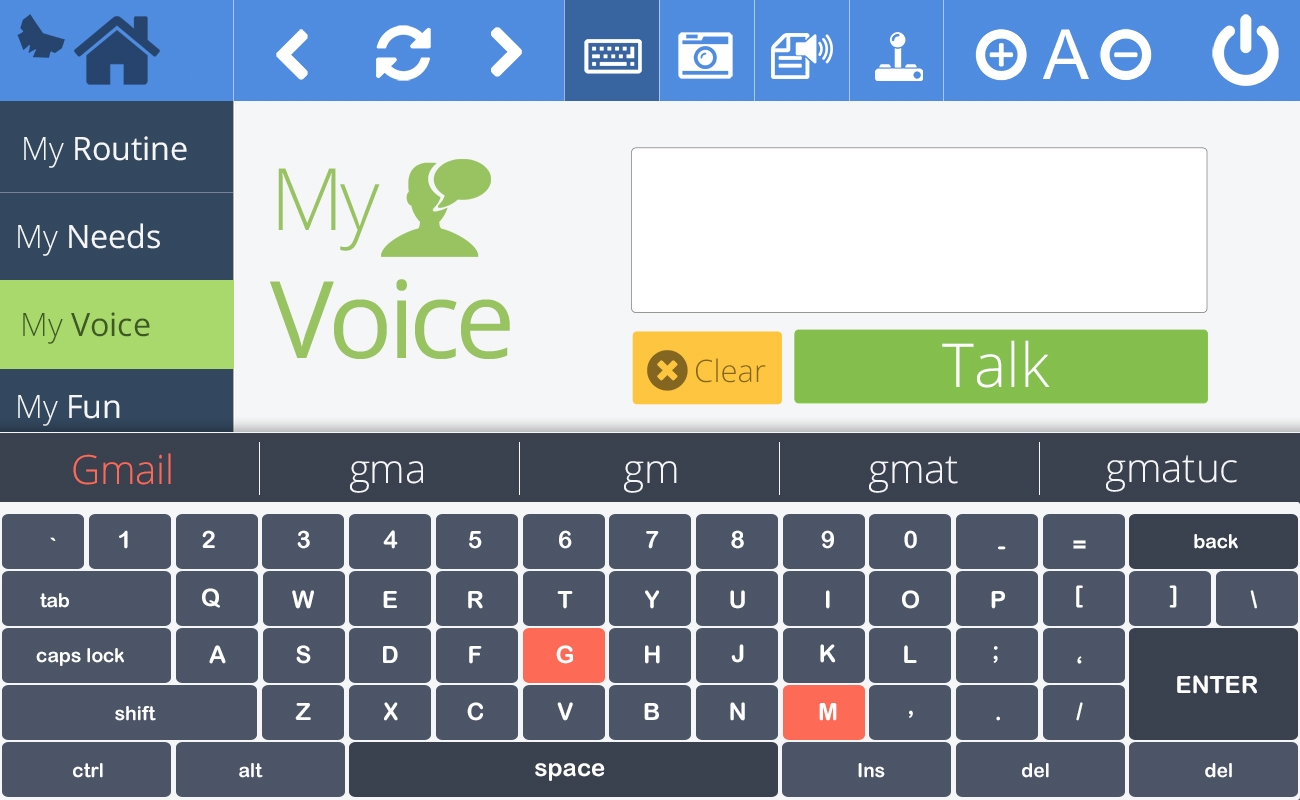 A
My Routine
My Needs
My Voice
My Fun
My
Voice
Clear
Talk
Gmail gma gm gmat gmatuc
` 1 2 3 4 5 6 7 8 9 0 - = back
tab Q W E R T Y U I O P [ ] \
caps lock A S D F G H J K L ; ‘ ENTER
shift Z X C V B N M , . /
ctrl alt space Ins del del